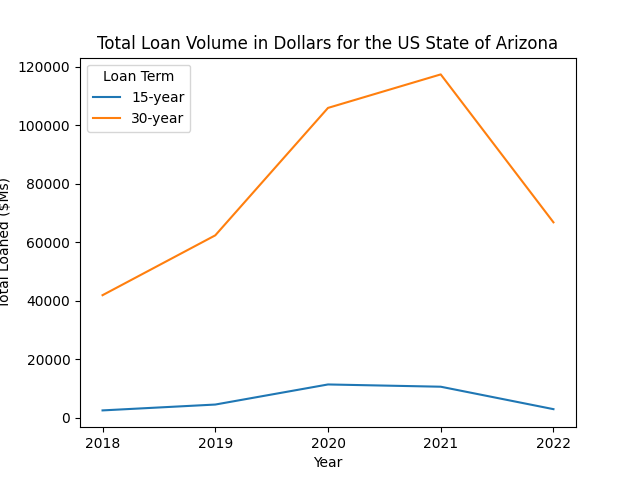 Total Loan Volume in Dollars for the US State of Arizona
Loan Term
15-year
30-year
120000
100000
80000
60000
40000
20000
0
Total Loaned ($Ms)
2018 2019 2020 2021 2022
Year